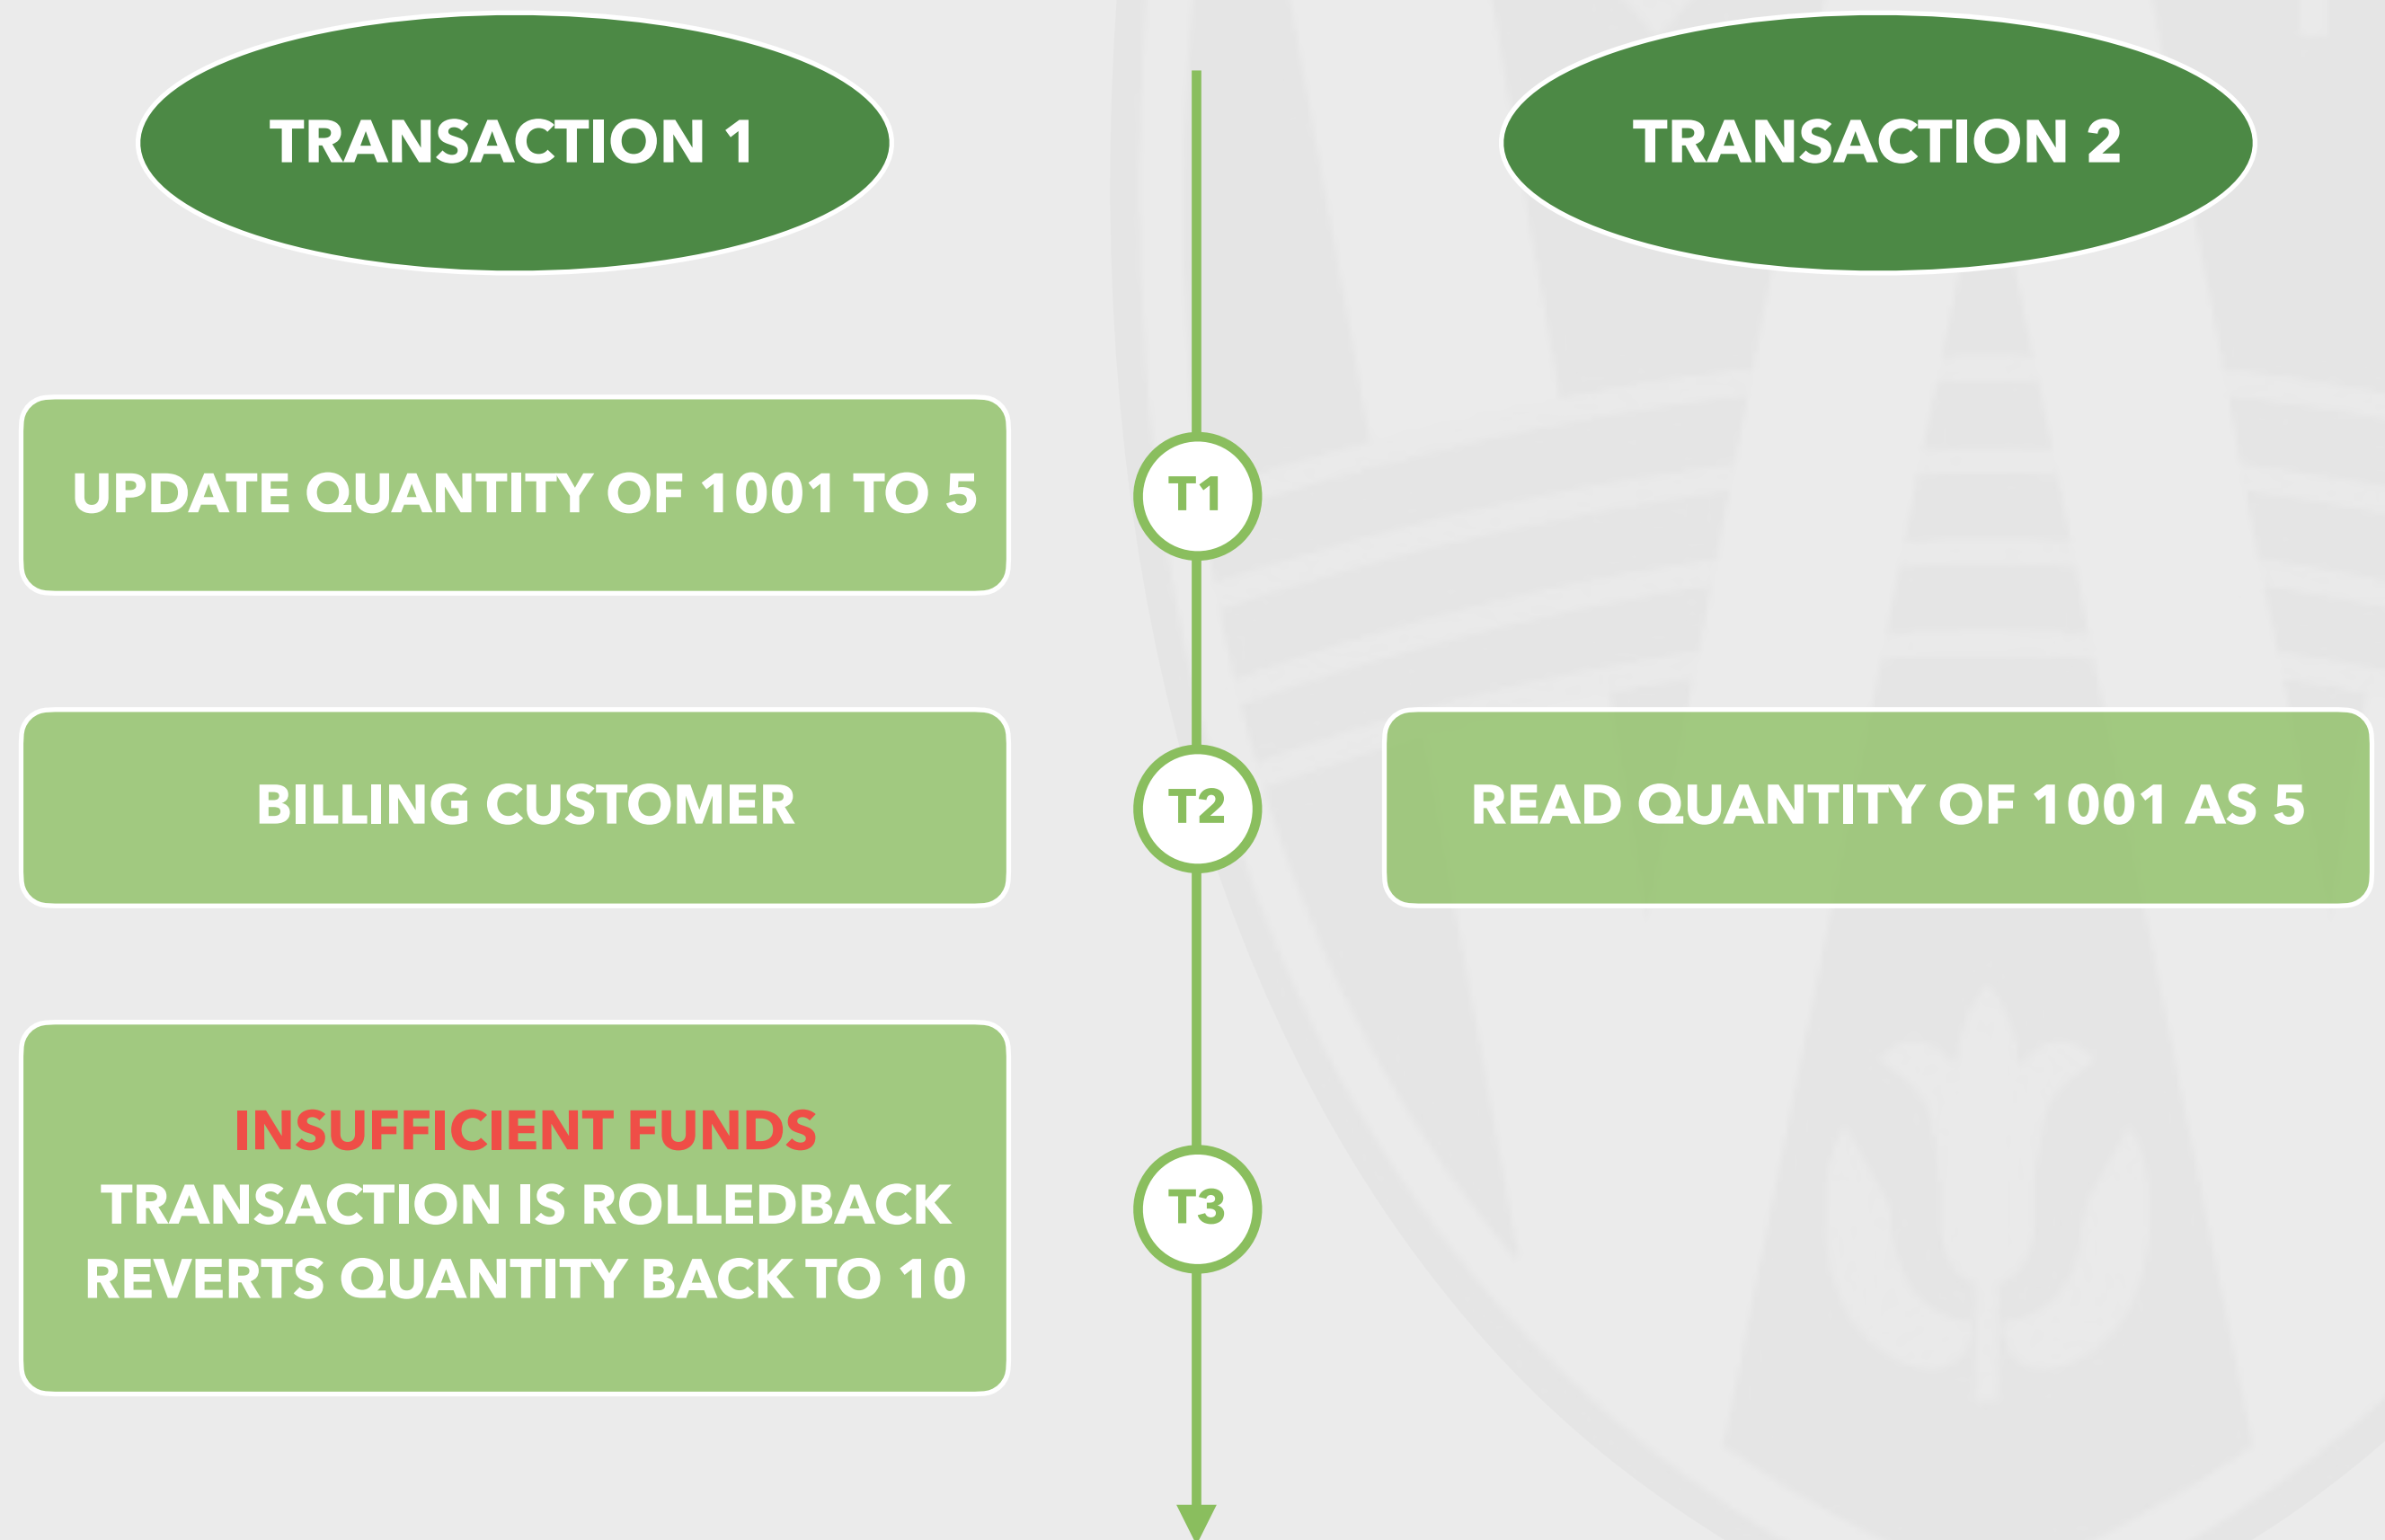 TRANSACTION 1
TRANSACTION 2
UPDATE QUANTITY OF 1001 TO 5
T1
BILLING CUSTOMER
T2
READ QUANTITY OF 1001 AS 5
INSUFFICIENT FUNDS
TRANSACTION IS ROLLEDBACK
REVERTS QUANTITY BACK TO 10
T3